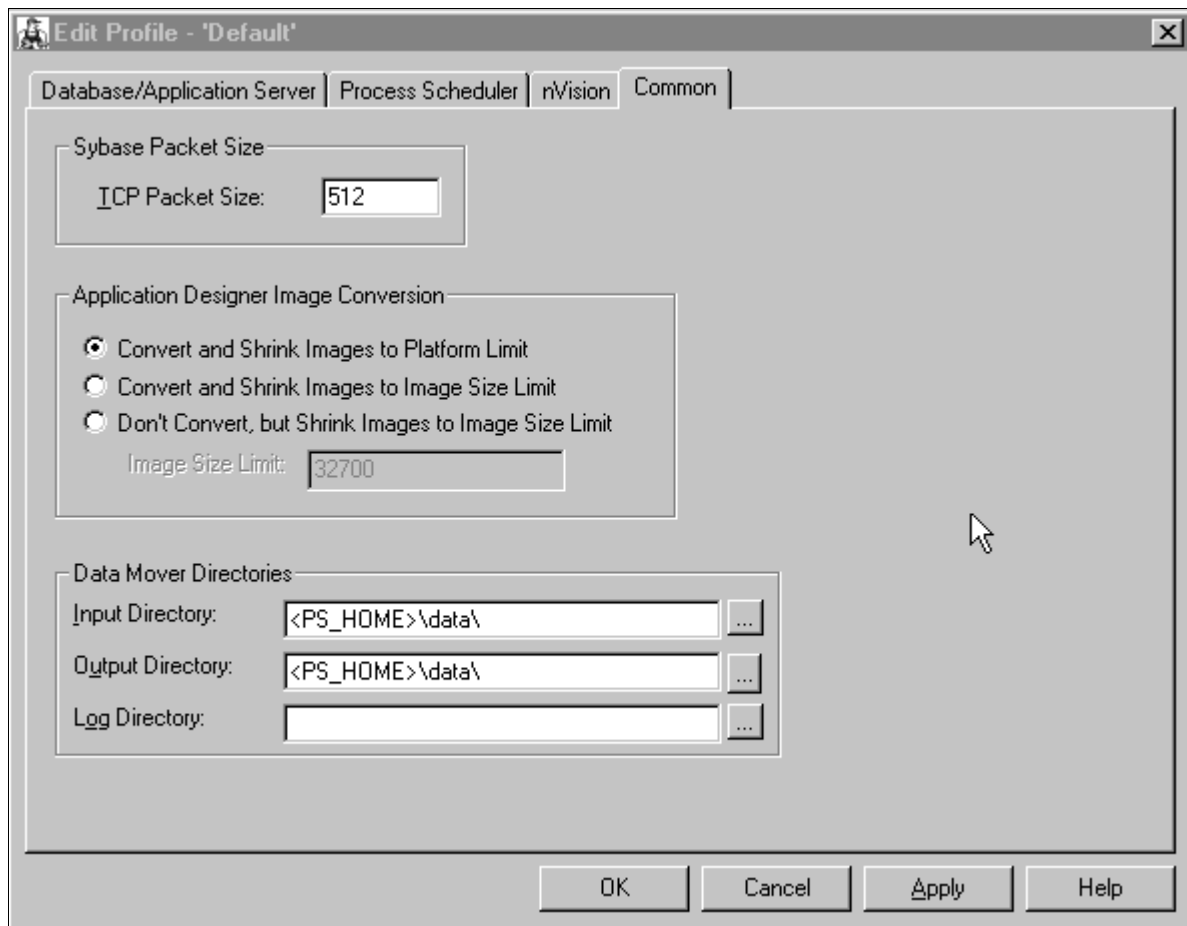 Edit Profile - 'Default'
Database/Application Server Process Scheduler nVision Common
Sybase Packet Size
TCP Packet Size: 512
Application Designer Image Conversion
Convert and Shrink Images to Platform Limit
Convert and Shrink Images to Image Size Limit
Don't Convert, but Shrink Images to Image Size Limit
Image Size Limit: 32700
Data Mover Directories
Input Directory: <PS_HOME>\data\ ...
Output Directory: <PS_HOME>\data\ ...
Log Directory: ...
OK Cancel Apply Help